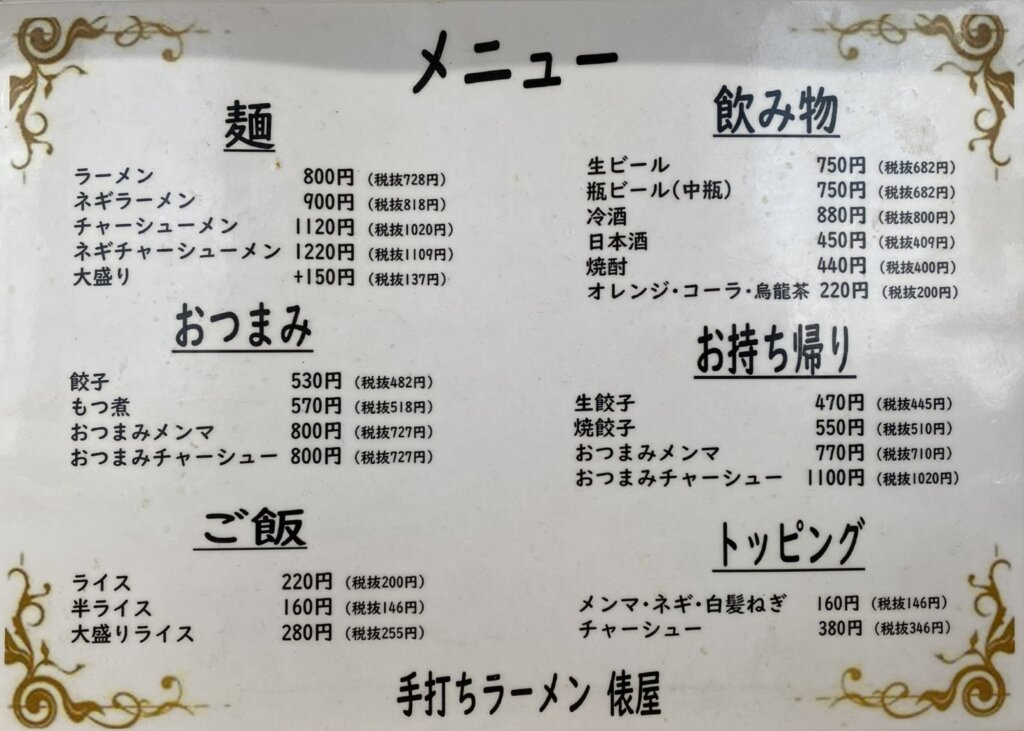 メニュー
麺
ラーメン 800円 (税抜728円)
ネギラーメン 900円 (税抜818円)
チャーシューメン 1120円 (税抜1020円)
ネギチャーシューメン 1220円 (税抜1109円)
大盛り +150円 (税抜137円)
おつまみ
餃子 530円 (税抜482円)
もつ煮 570円 (税抜518円)
おつまみメンマ 800円 (税抜727円)
おつまみチャーシュー 800円 (税抜727円)
ご飯
ライス 220円 (税抜200円)
半ライス 160円 (税抜146円)
大盛りライス 280円 (税抜255円)
飲み物
生ビール 750円 (税抜682円)
瓶ビール(中瓶) 750円 (税抜682円)
冷酒 880円 (税抜800円)
日本酒 450円 (税抜409円)
焼酎 440円 (税抜400円)
オレンジ・コーラ・烏龍茶 220円 (税抜200円)
お持ち帰り
生餃子 470円 (税抜445円)
焼餃子 550円 (税抜510円)
おつまみメンマ 770円 (税抜710円)
おつまみチャーシュー 1100円 (税抜1020円)
トッピング
メンマ・ネギ・白髪ねぎ 160円 (税抜146円)
チャーシュー 380円 (税抜346円)
手打ちラーメン 俵屋